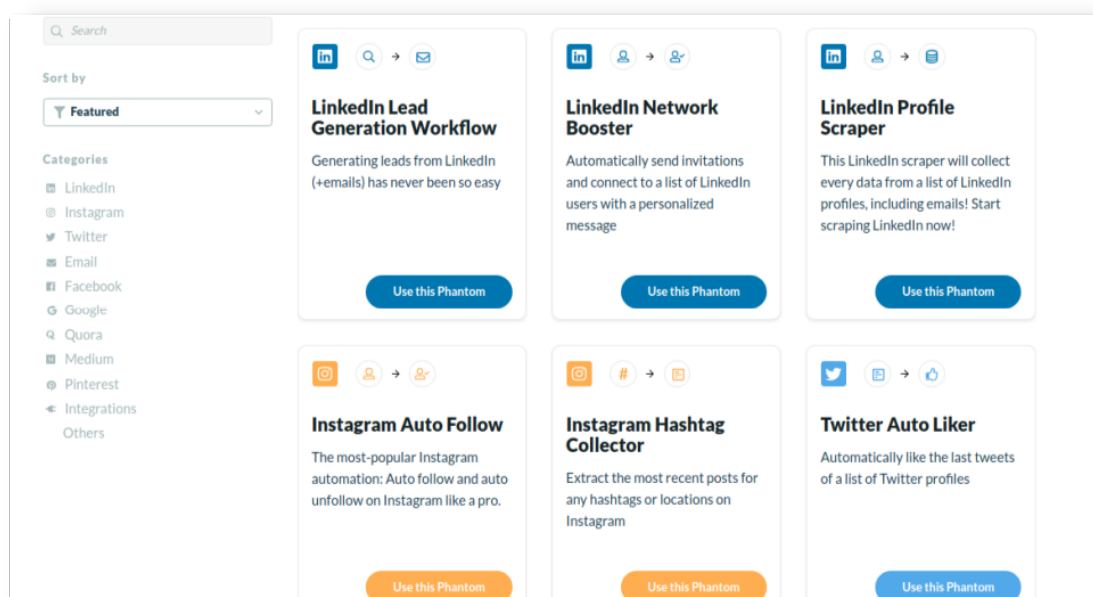 Search
Sort by
Featured
Categories
LinkedIn
Instagram
Twitter
Email
Facebook
Google
Quora
Medium
Pinterest
Integrations
Others
LinkedIn Lead
Generation Workflow
Generating leads from LinkedIn
(+emails) has never been so easy
Use this Phantom
LinkedIn Network
Booster
Automatically send invitations
and connect to a list of LinkedIn
users with a personalized
message
Use this Phantom
LinkedIn Profile
Scraper
This LinkedIn scraper will collect
every data from a list of LinkedIn
profiles, including emails! Start
scraping LinkedIn now!
Use this Phantom
Instagram Auto Follow
The most-popular Instagram
automation: Auto follow and auto
unfollow on Instagram like a pro.
Use this Phantom
#
Instagram Hashtag
Collector
Extract the most recent posts for
any hashtags or locations on
Instagram
Use this Phantom
Twitter Auto Liker
Automatically like the last tweets
of a list of Twitter profiles
Use this Phantom